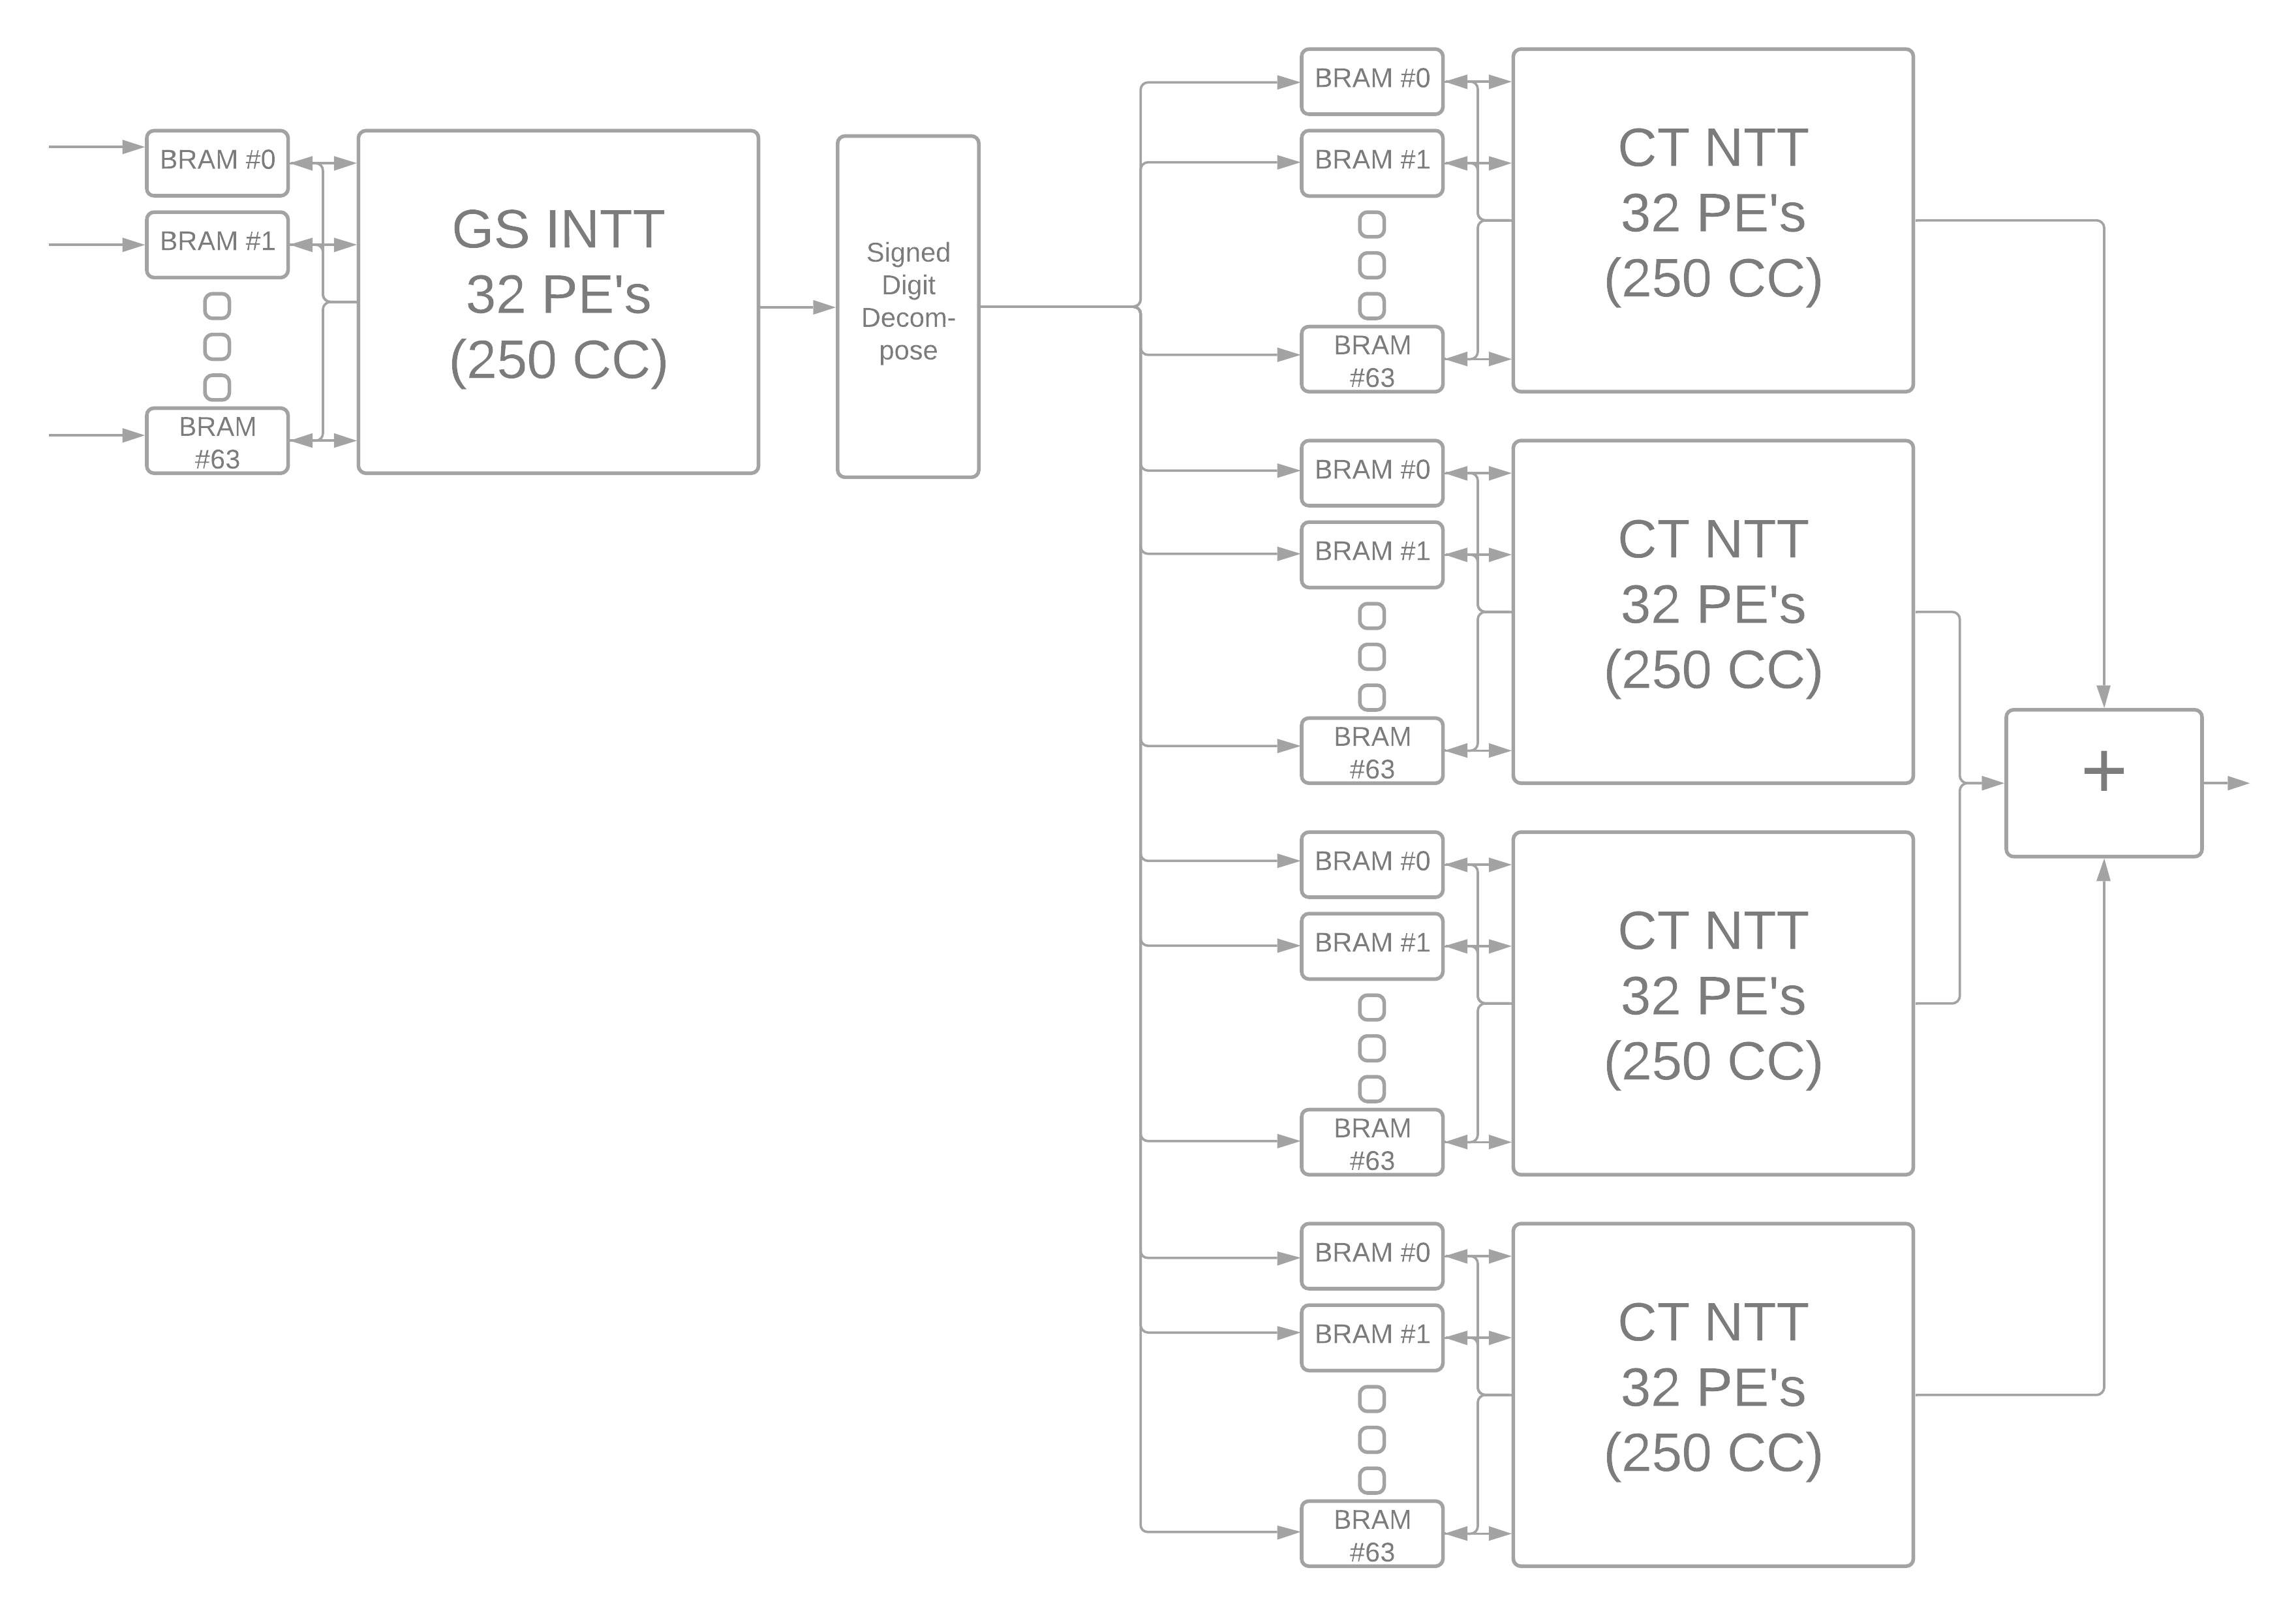 BRAM #0
BRAM #1
BRAM
#63
GS INTT
32 PE's
(250 CC)
Signed
Digit
Decom-
pose
BRAM #0
BRAM #1
BRAM
#63
CT NTT
32 PE's
(250 CC)
BRAM #0
BRAM #1
BRAM
#63
CT NTT
32 PE's
(250 CC)
BRAM #0
BRAM #1
BRAM
#63
CT NTT
32 PE's
(250 CC)
BRAM #0
BRAM #1
BRAM
#63
CT NTT
32 PE's
(250 CC)
+